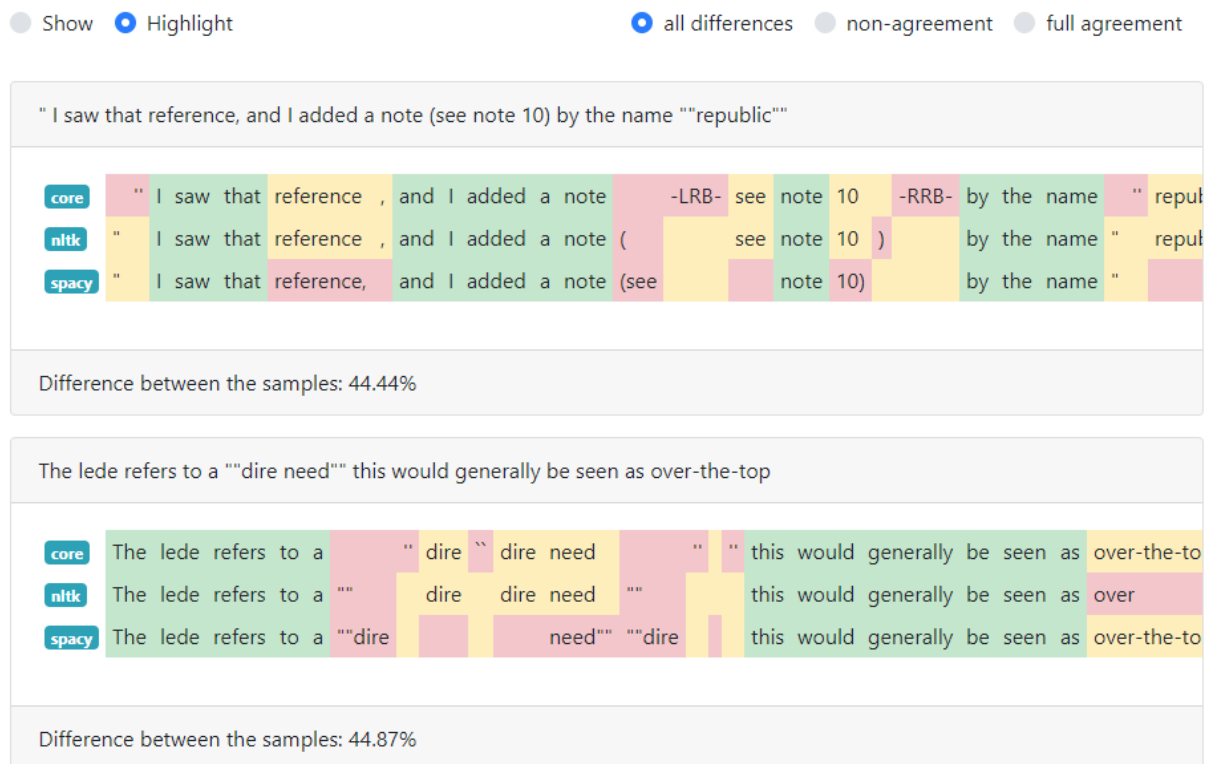 Show Highlight all differences non-agreement full agreement
" I saw that reference, and I added a note (see note 10) by the name ""republic""
core '' I saw that reference , and I added a note -LRB- see note 10 -RRB- by the name '' repub
nltk " I saw that reference , and I added a note ( see note 10 ) by the name " repub
spacy " I saw that reference, and I added a note (see note 10) by the name "
Difference between the samples: 44.44%
The lede refers to a ""dire need"" this would generally be seen as over-the-top
core The lede refers to a '' dire `` dire need '' '' this would generally be seen as over-the-to
nltk The lede refers to a "" dire dire need "" this would generally be seen as over
spacy The lede refers to a ""dire need"" ""dire this would generally be seen as over-the-to
Difference between the samples: 44.87%